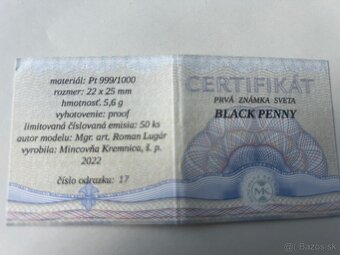 materiál: Pt 999/1000
rozmer: 22 x 25 mm
hmotnosť: 5,6 g
vyhotovenie: proof
limitovaná číslovaná emisia: 50 ks
autor modelu: Mgr. art. Roman Lugár
vyrobila: Mincovňa Kremnica, š. p.
2022
číslo odrazku: 17
CERTIFIKÁT
PRVÁ ZNÁMKA SVETA
BLACK PENNY
MK
Bazos.sk